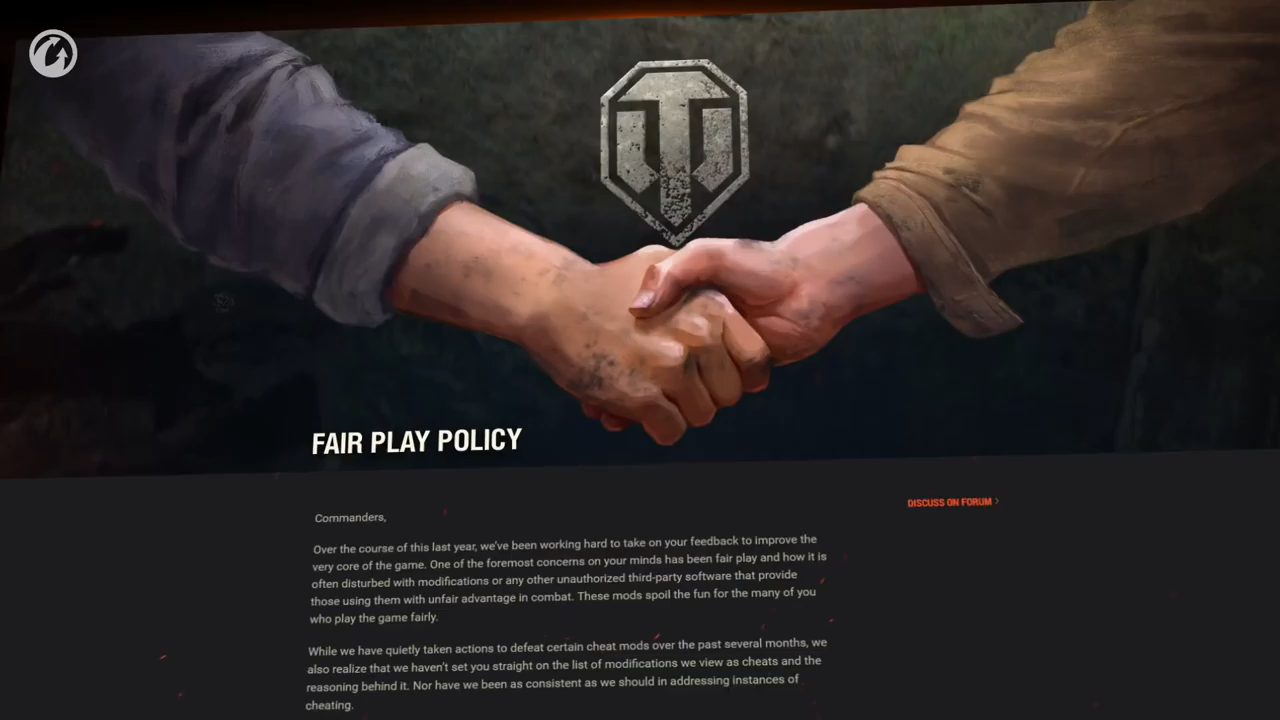 FAIR PLAY POLICY
Commanders,
DISCUSS ON FORUM >
Over the course of this last year, we've been working hard to take on your feedback to improve the
very core of the game. One of the foremost concerns on your minds has been fair play and how it is
often disturbed with modifications or any other unauthorized third-party software that provide
those using them with unfair advantage in combat. These mods spoil the fun for the many of you
who play the game fairly.
While we have quietly taken actions to defeat certain cheat mods over the past several months, we
also realize that we haven't set you straight on the list of modifications we view as cheats and the
reasoning behind it. Nor have we been as consistent as we should in addressing instances of
cheating.